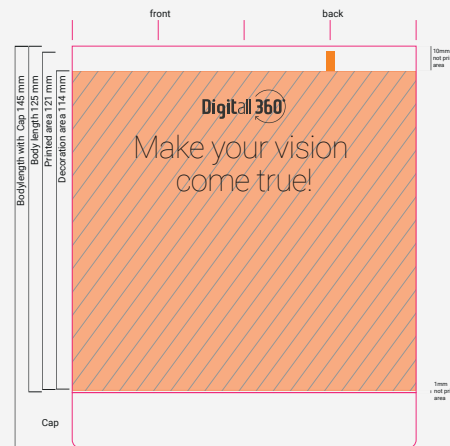 front
back
Bodylength with Cap 145 mm
Body length 125 mm
Printed area 121 mm
Decoration area 114 mm
10mm
not pri
area
Digitall 360°
Make your vision
come true!
1mm
not pri
area
Cap